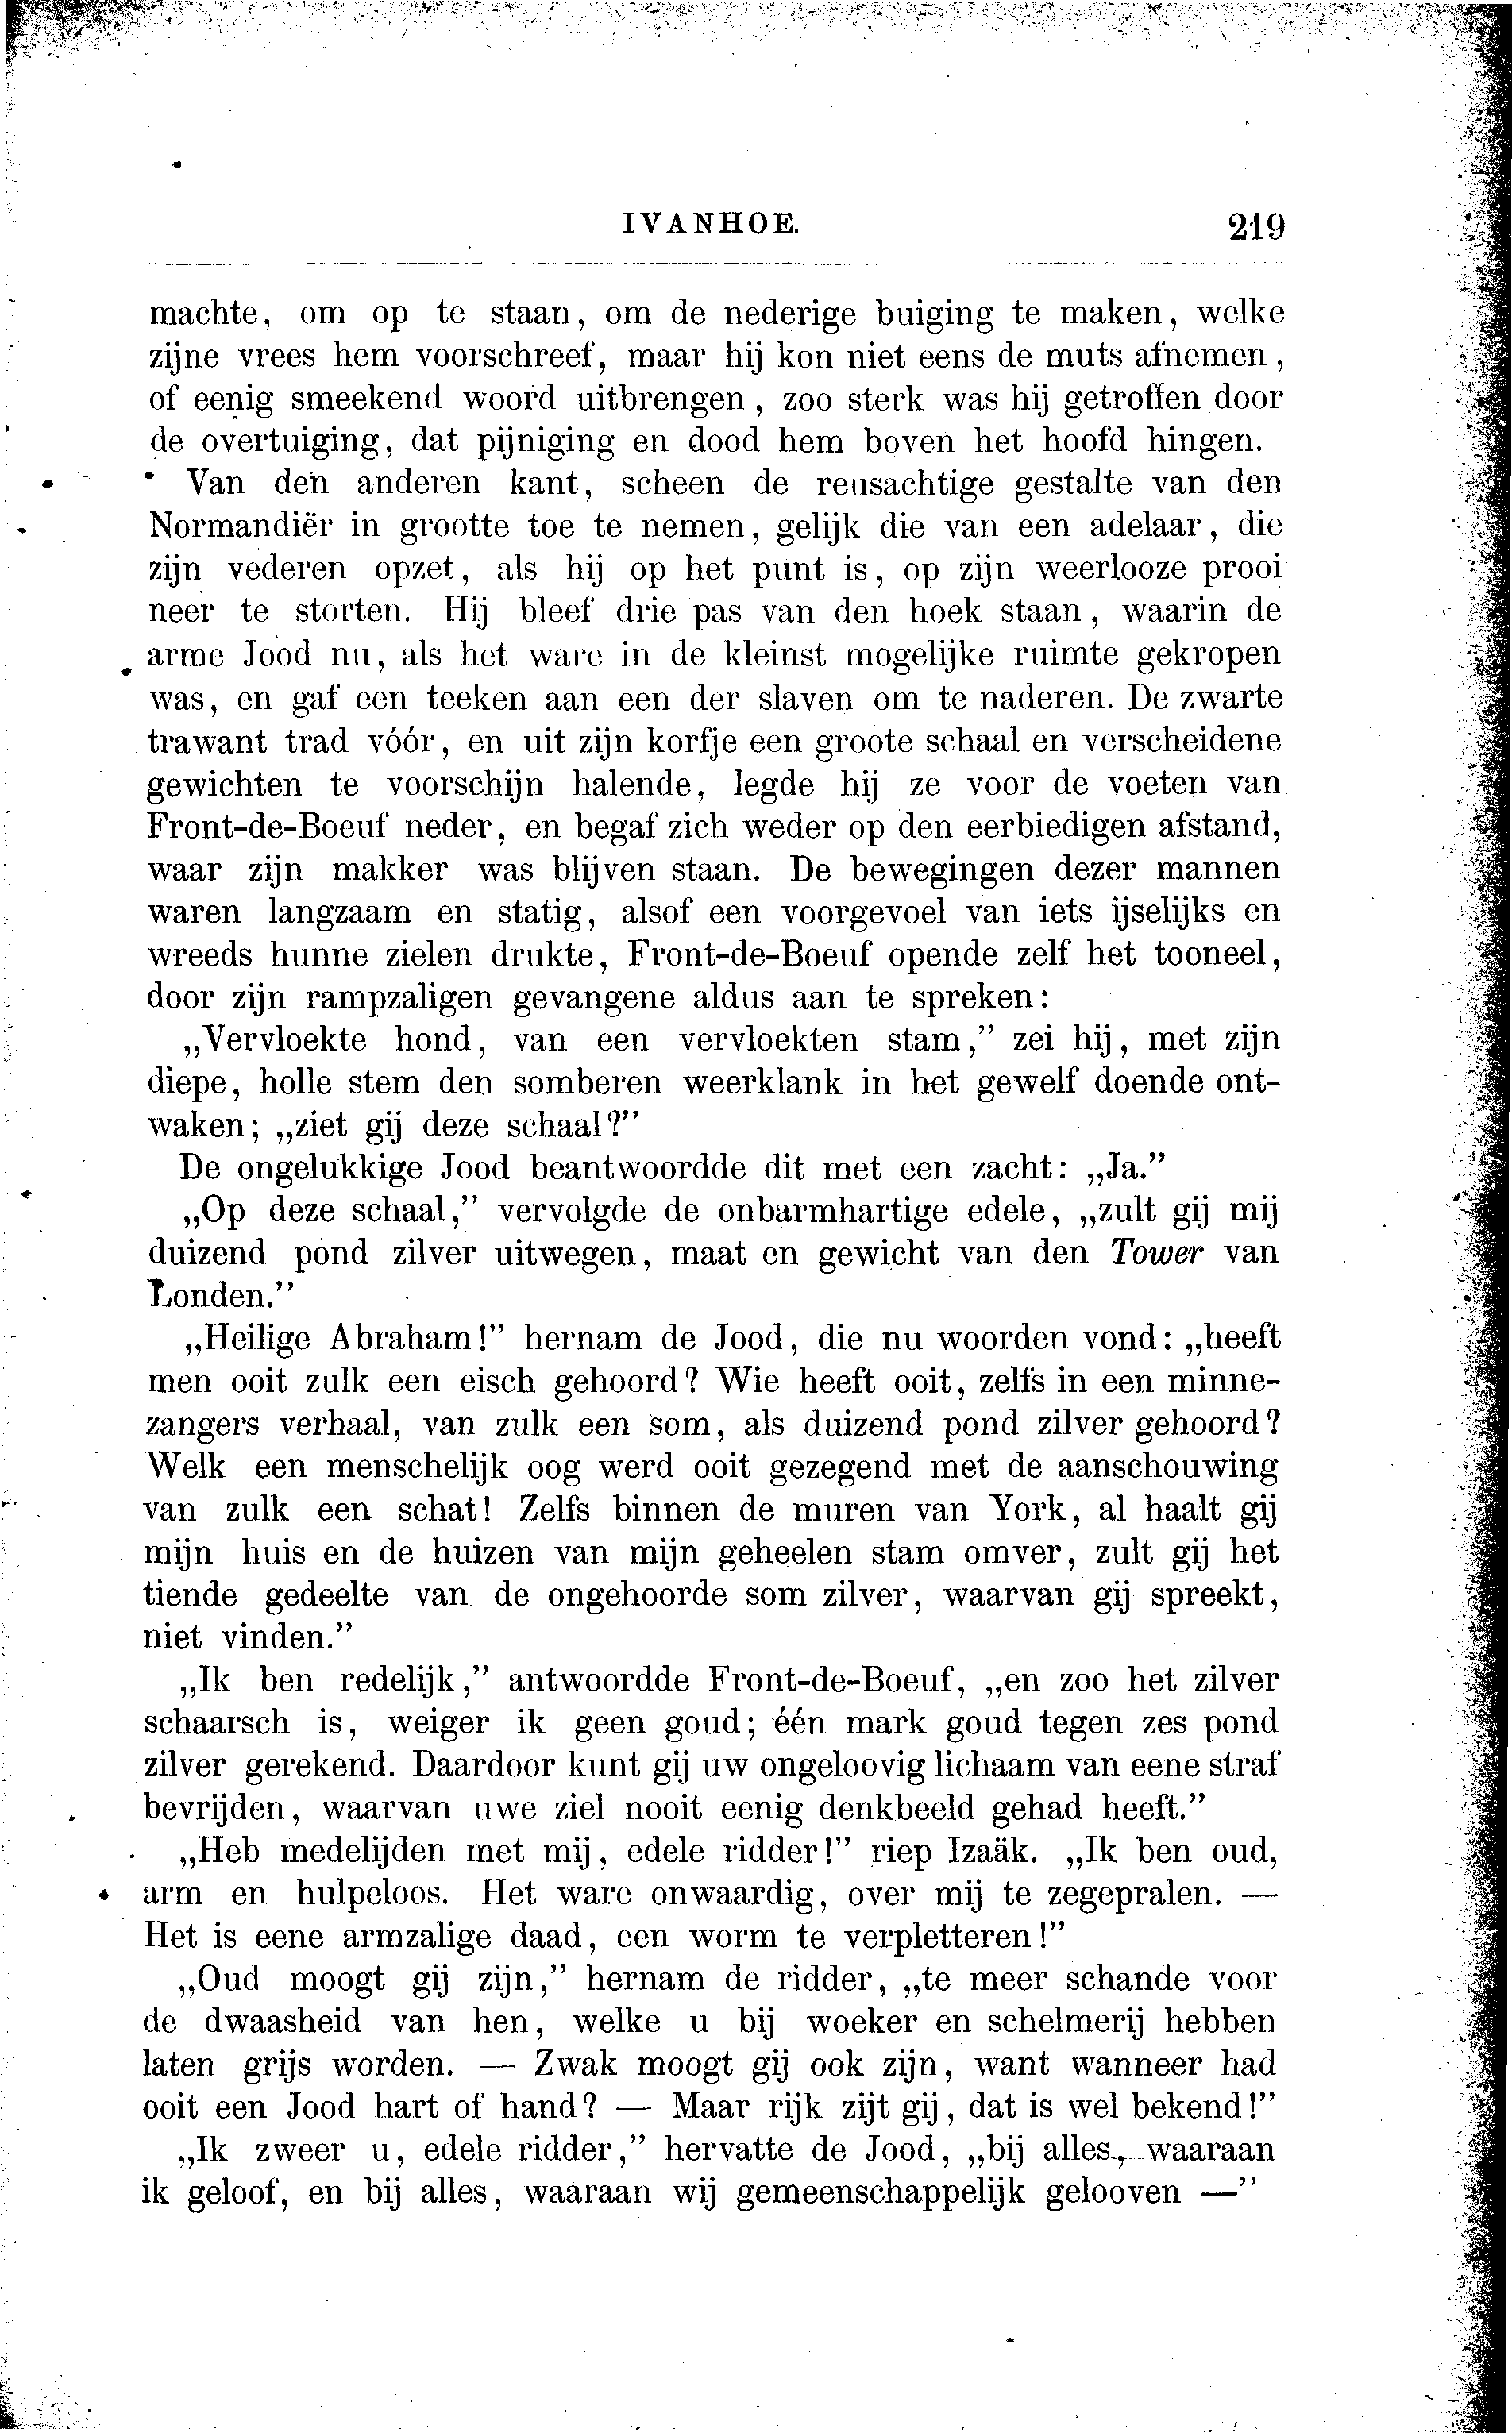 IVANHOE. 219
machte, om op te staan, om de nederige buiging te maken, welke
zijne vrees hem voorschreef, maar hij kon niet eens de muts afnemen,
of eenig smeekend woord uitbrengen, zoo sterk was hij getroffen door
de overtuiging, dat pijniging en dood hem boven het hoofd hingen.
Van den anderen kant, scheen de reusachtige gestalte van den
Normandiër in grootte toe te nemen, gelijk die van een adelaar, die
zijn vederen opzet, als hij op het punt is, op zijn weerlooze prooi
neer te storten. Hij bleef drie pas van den hoek staan, waarin de
arme Jood nu, als het ware in de kleinst mogelijke ruimte gekropen
was, en gaf een teeken aan een der slaven om te naderen. De zwarte
trawant trad vóór, en uit zijn korfje een groote schaal en verscheidene
gewichten te voorschijn halende, legde hij ze voor de voeten van
Front-de-Boeuf neder, en begaf zich weder op den eerbiedigen afstand,
waar zijn makker was blijven staan. De bewegingen dezer mannen
waren langzaam en statig, alsof een voorgevoel van iets ijselijks en
wreeds hunne zielen drukte, Front-de-Boeuf opende zelf het tooneel,
door zijn rampzaligen gevangene aldus aan te spreken:
„Vervloekte hond, van een vervloekten stam,” zei hij, met zijn
diepe, holle stem den somberen weerklank in het gewelf doende ont-
waken; „ziet gij deze schaal?”
De ongelukkige Jood beantwoordde dit met een zacht: „Ja.”
„Op deze schaal,” vervolgde de onbarmhartige edele, „zult gij mij
duizend pond zilver uitwegen, maat en gewicht van den Tower van
Londen.”
„Heilige Abraham!” hernam de Jood, die nu woorden vond: „heeft
men ooit zulk een eisch gehoord? Wie heeft ooit, zelfs in een minne-
zangers verhaal, van zulk een som, als duizend pond zilver gehoord?
Welk een menschelijk oog werd ooit gezegend met de aanschouwing
van zulk een schat! Zelfs binnen de muren van York, al haalt gij
mijn huis en de huizen van mijn geheelen stam omver, zult gij het
tiende gedeelte van de ongehoorde som zilver, waarvan gij spreekt,
niet vinden.”
„Ik ben redelijk,” antwoordde Front-de-Boeuf, „en zoo het zilver
schaarsch is, weiger ik geen goud; één mark goud tegen zes pond
zilver gerekend. Daardoor kunt gij uw ongeloovig lichaam van eene straf
bevrijden, waarvan uwe ziel nooit eenig denkbeeld gehad heeft.”
„Heb medelijden met mij, edele ridder!” riep Izaäk. „Ik ben oud,
arm en hulpeloos. Het ware onwaardig, over mij te zegepralen. —
Het is eene armzalige daad, een worm te verpletteren!”
„Oud moogt gij zijn,” hernam de ridder, „te meer schande voor
de dwaasheid van hen, welke u bij woeker en schelmerij hebben
laten grijs worden. — Zwak moogt gij ook zijn, want wanneer had
ooit een Jood hart of hand? — Maar rijk zijt gij, dat is wel bekend!”
„Ik zweer u, edele ridder,” hervatte de Jood, „bij alles, waaraan
ik geloof, en bij alles, waaraan wij gemeenschappelijk gelooven —”